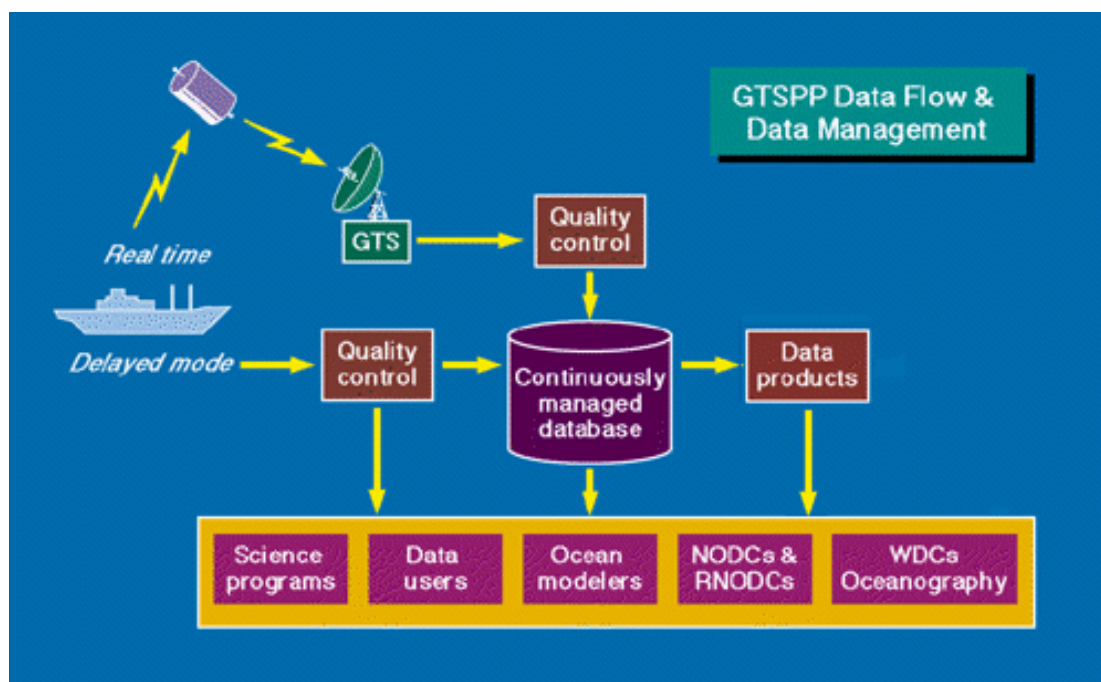 GTSPP Data Flow &
Data Management
Real time
GTS
Quality
control
Delayed mode
Quality
control
Continuously
managed
database
Data
products
Science
programs
Data
users
Ocean
modelers
NODCs &
RNODCs
WDCs
Oceanography